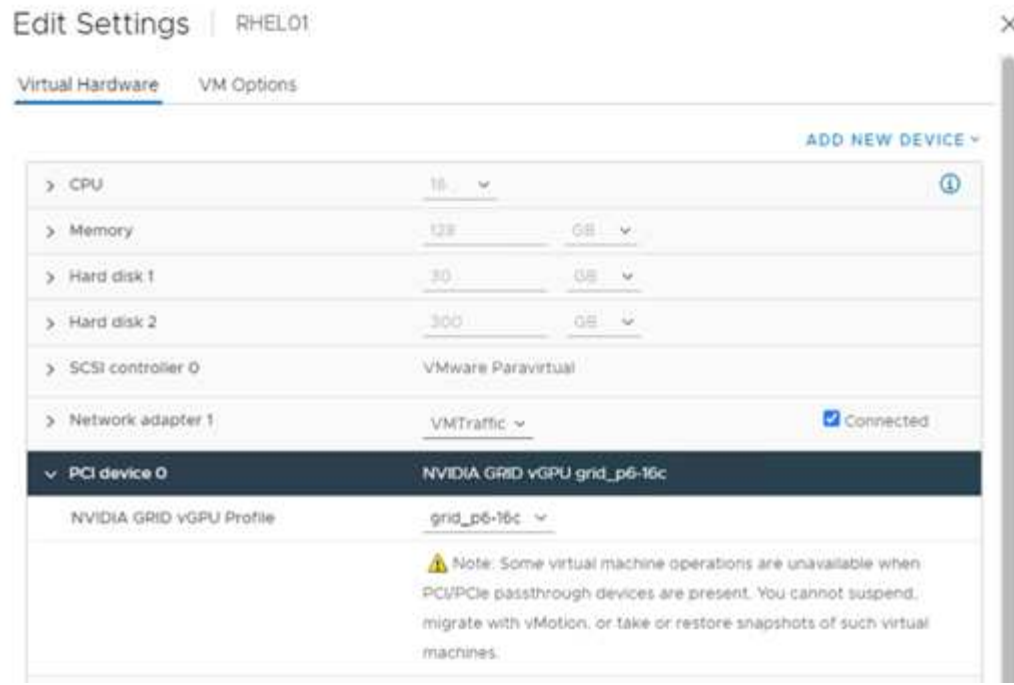 Edit Settings | RHEL01
Virtual Hardware VM Options
ADD NEW DEVICE
CPU 16
Memory 128 GB
Hard disk 1 30 GB
Hard disk 2 300 GB
SCSI controller 0 VMware Paravirtual
Network adapter 1 VMTraffic Connected
PCI device 0 NVIDIA GRID vGPU grid_p6-16c
NVIDIA GRID vGPU Profile grid_p6-16c
Note: Some virtual machine operations are unavailable when
PCI/PCIe passthrough devices are present. You cannot suspend,
migrate with vMotion, or take or restore snapshots of such virtual
machines.